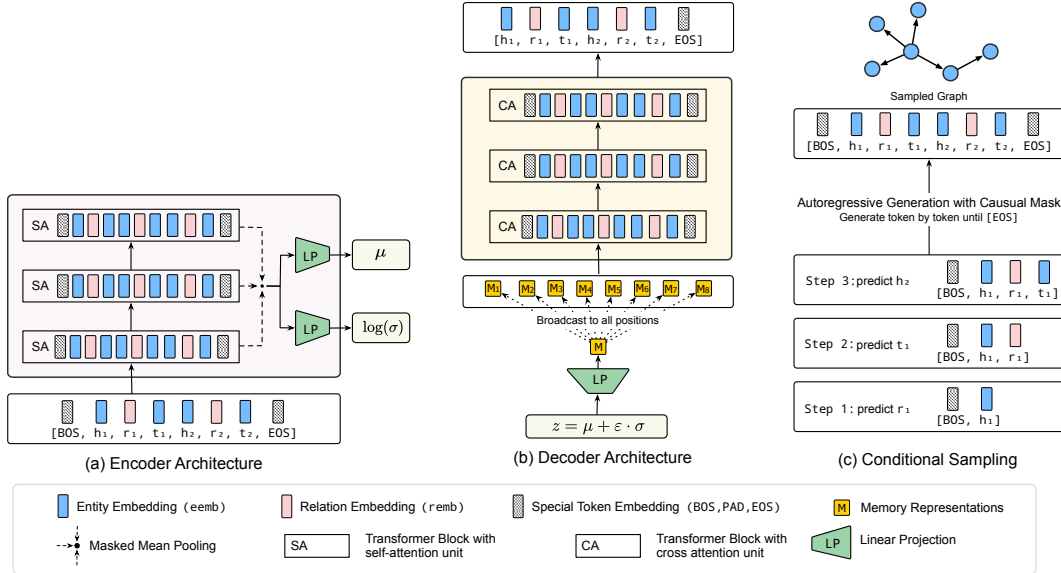 SA
SA
SA
LP
μ
LP
log(σ)
[BOS, h₁, r₁, t₁, h₂, r₂, t₂, EOS]
(a) Encoder Architecture
[h₁, r₁, t₁, h₂, r₂, t₂, EOS]
CA
CA
CA
M₁ M₂ M₃ M₄ M₅ M₆ M₇ M₈
Broadcast to all positions
M
LP
z = μ + ε · σ
(b) Decoder Architecture
Sampled Graph
[BOS, h₁, r₁, t₁, h₂, r₂, t₂, EOS]
Autoregressive Generation with Causual Mask
Generate token by token until [EOS]
Step 3: predict h₂
[BOS, h₁, r₁, t₁]
Step 2: predict t₁
[BOS, h₁, r₁]
Step 1: predict r₁
[BOS, h₁]
(c) Conditional Sampling
Entity Embedding (eemb)
Relation Embedding (remb)
Special Token Embedding (BOS,PAD,EOS)
M Memory Representations
Masked Mean Pooling
SA Transformer Block with
self-attention unit
CA Transformer Block with
cross attention unit
LP Linear Projection